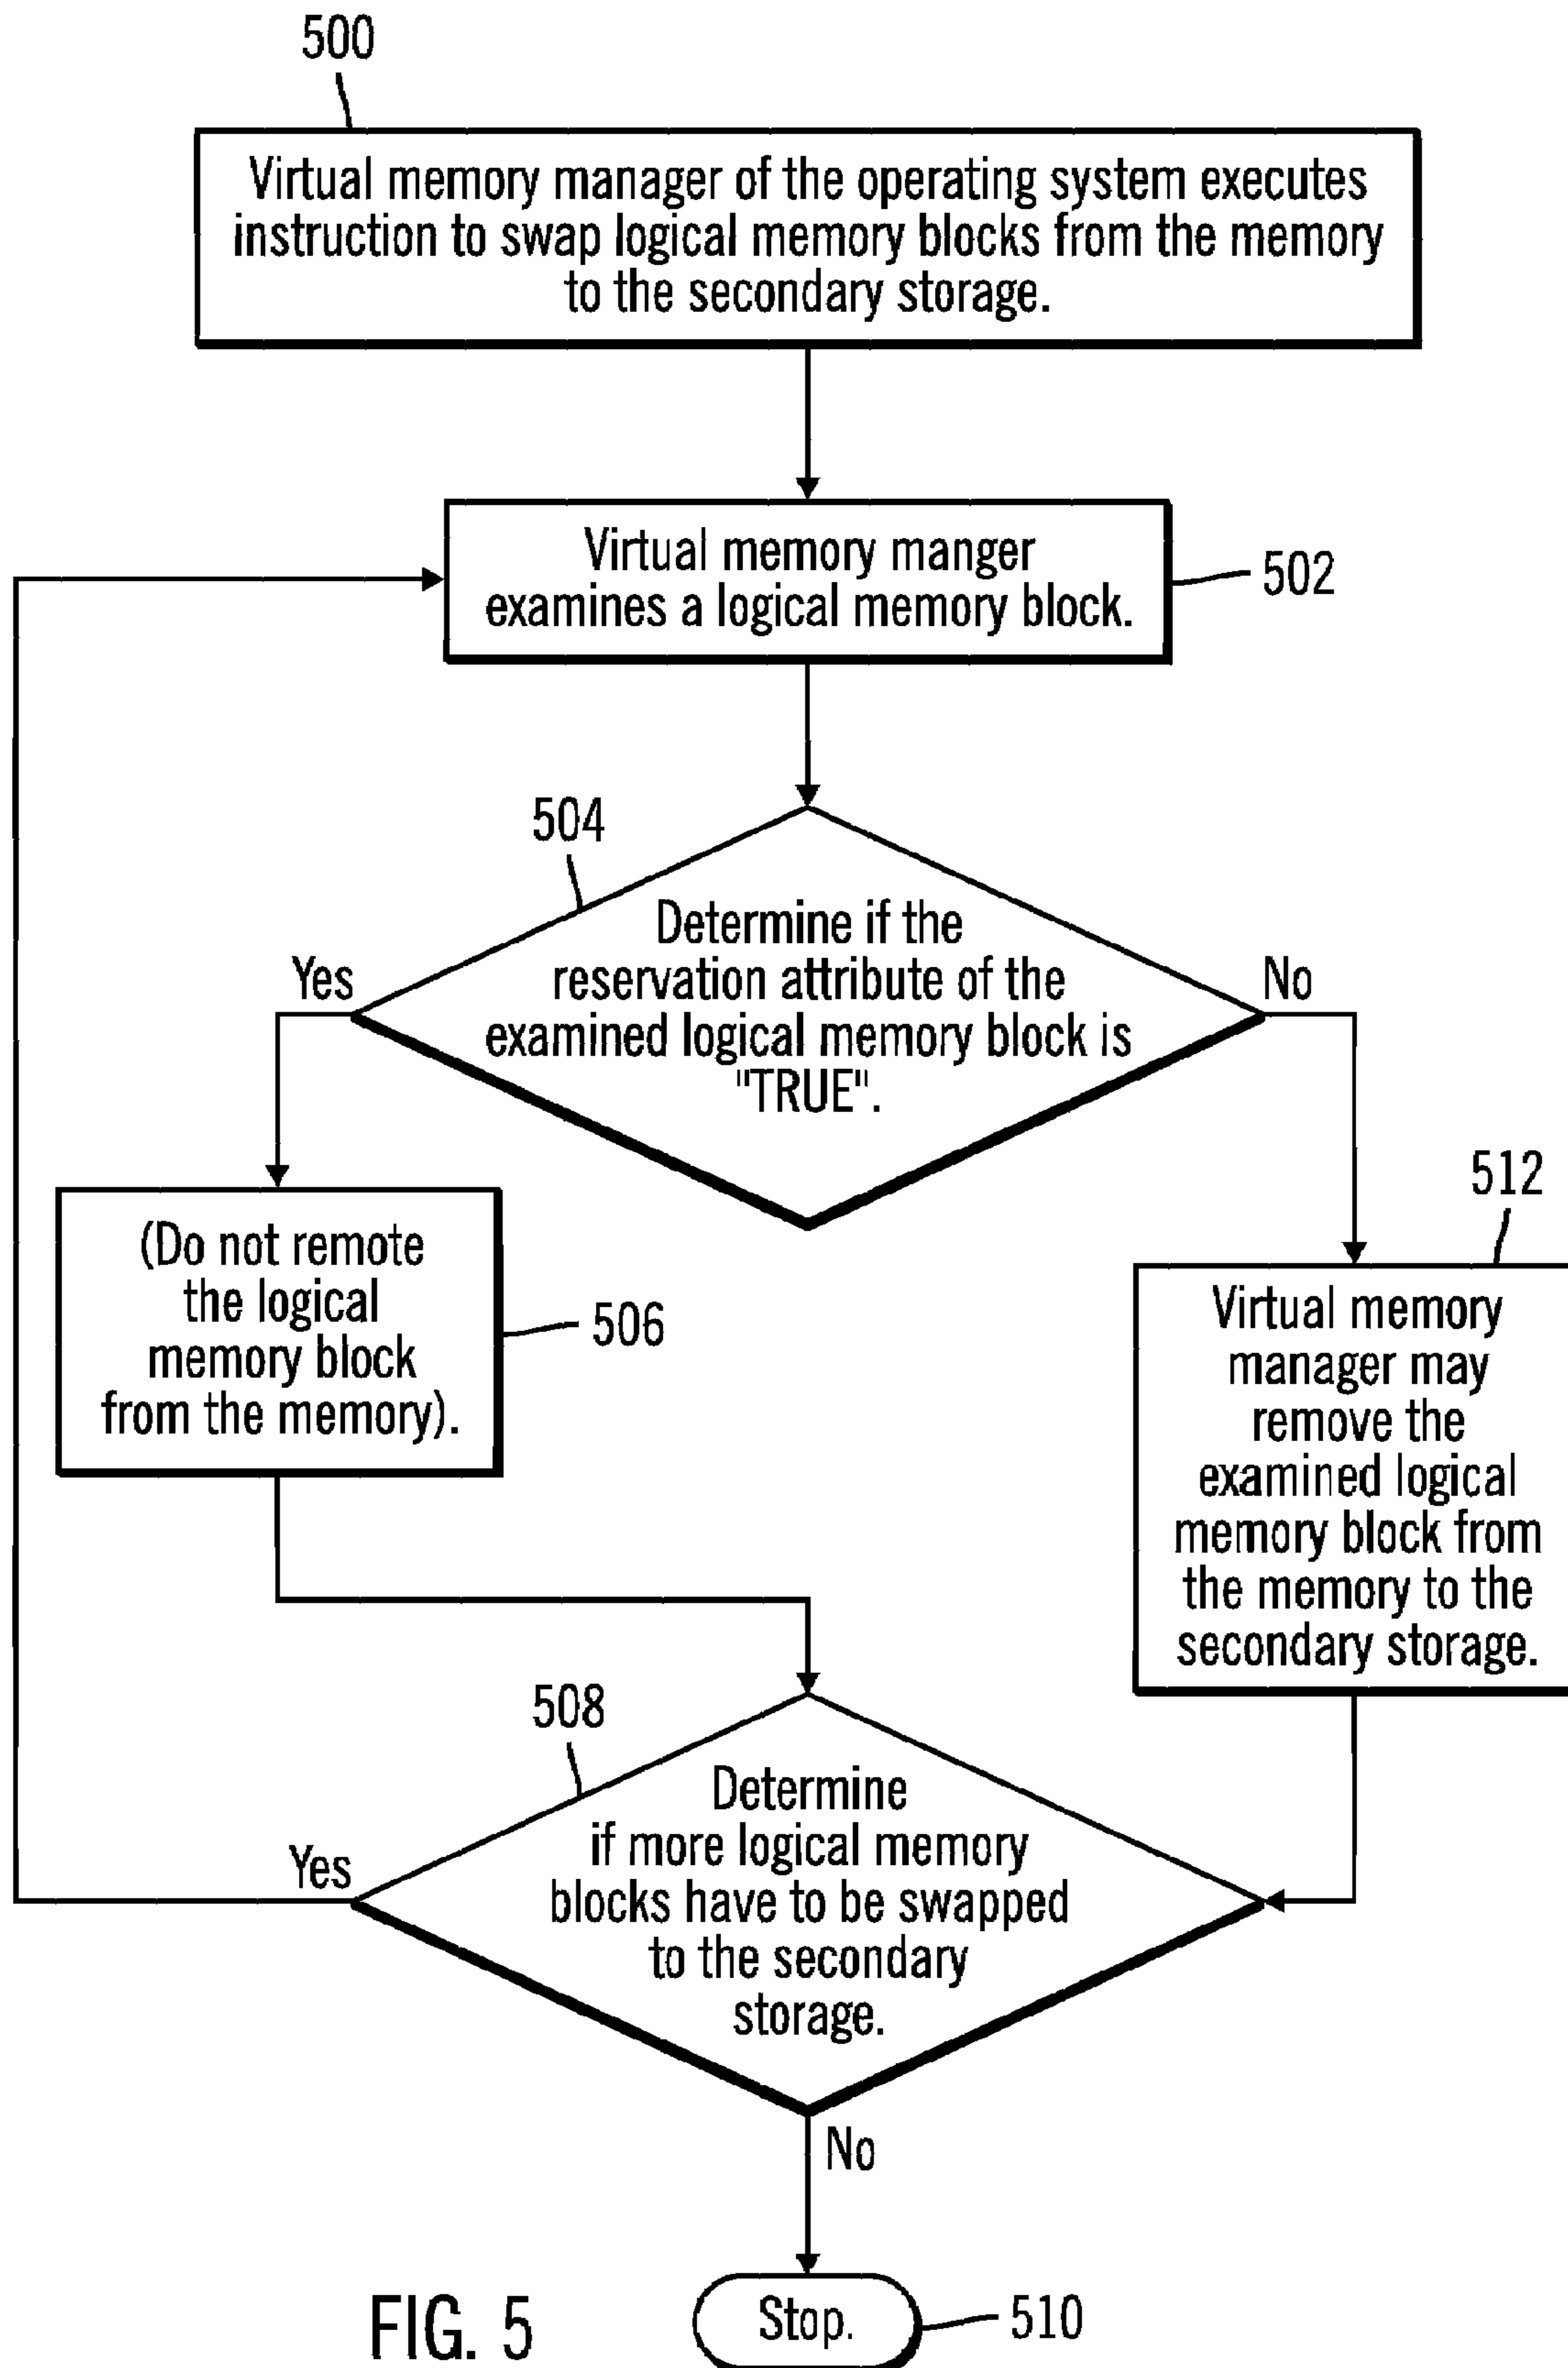 500
Virtual memory manager of the operating system executes
instruction to swap logical memory blocks from the memory
to the secondary storage.
Virtual memory manger
examines a logical memory block.
502
504
Determine if the
reservation attribute of the
examined logical memory block is
"TRUE".
Yes
No
(Do not remote
the logical
memory block
from the memory).
506
512
Virtual memory
manager may
remove the
examined logical
memory block from
the memory to the
secondary storage.
508
Determine
if more logical memory
blocks have to be swapped
to the secondary
storage.
Yes
No
Stop.
510
FIG. 5